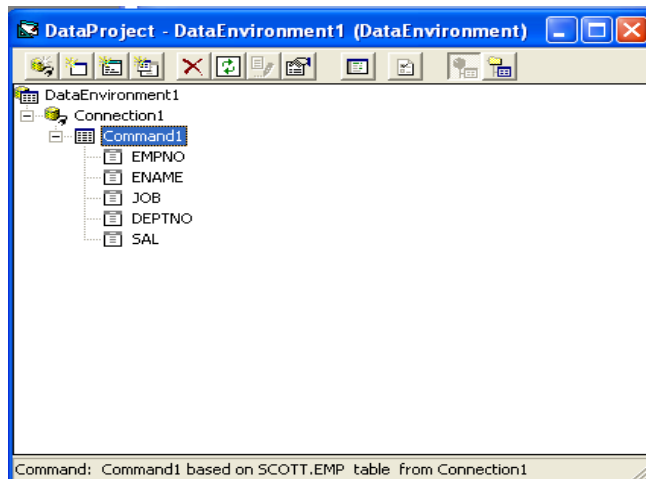 DataProject - DataEnvironment1 (DataEnvironment)
DataEnvironment1
Connection1
Command1
EMPNO
ENAME
JOB
DEPTNO
SAL
Command: Command1 based on SCOTT.EMP table from Connection1